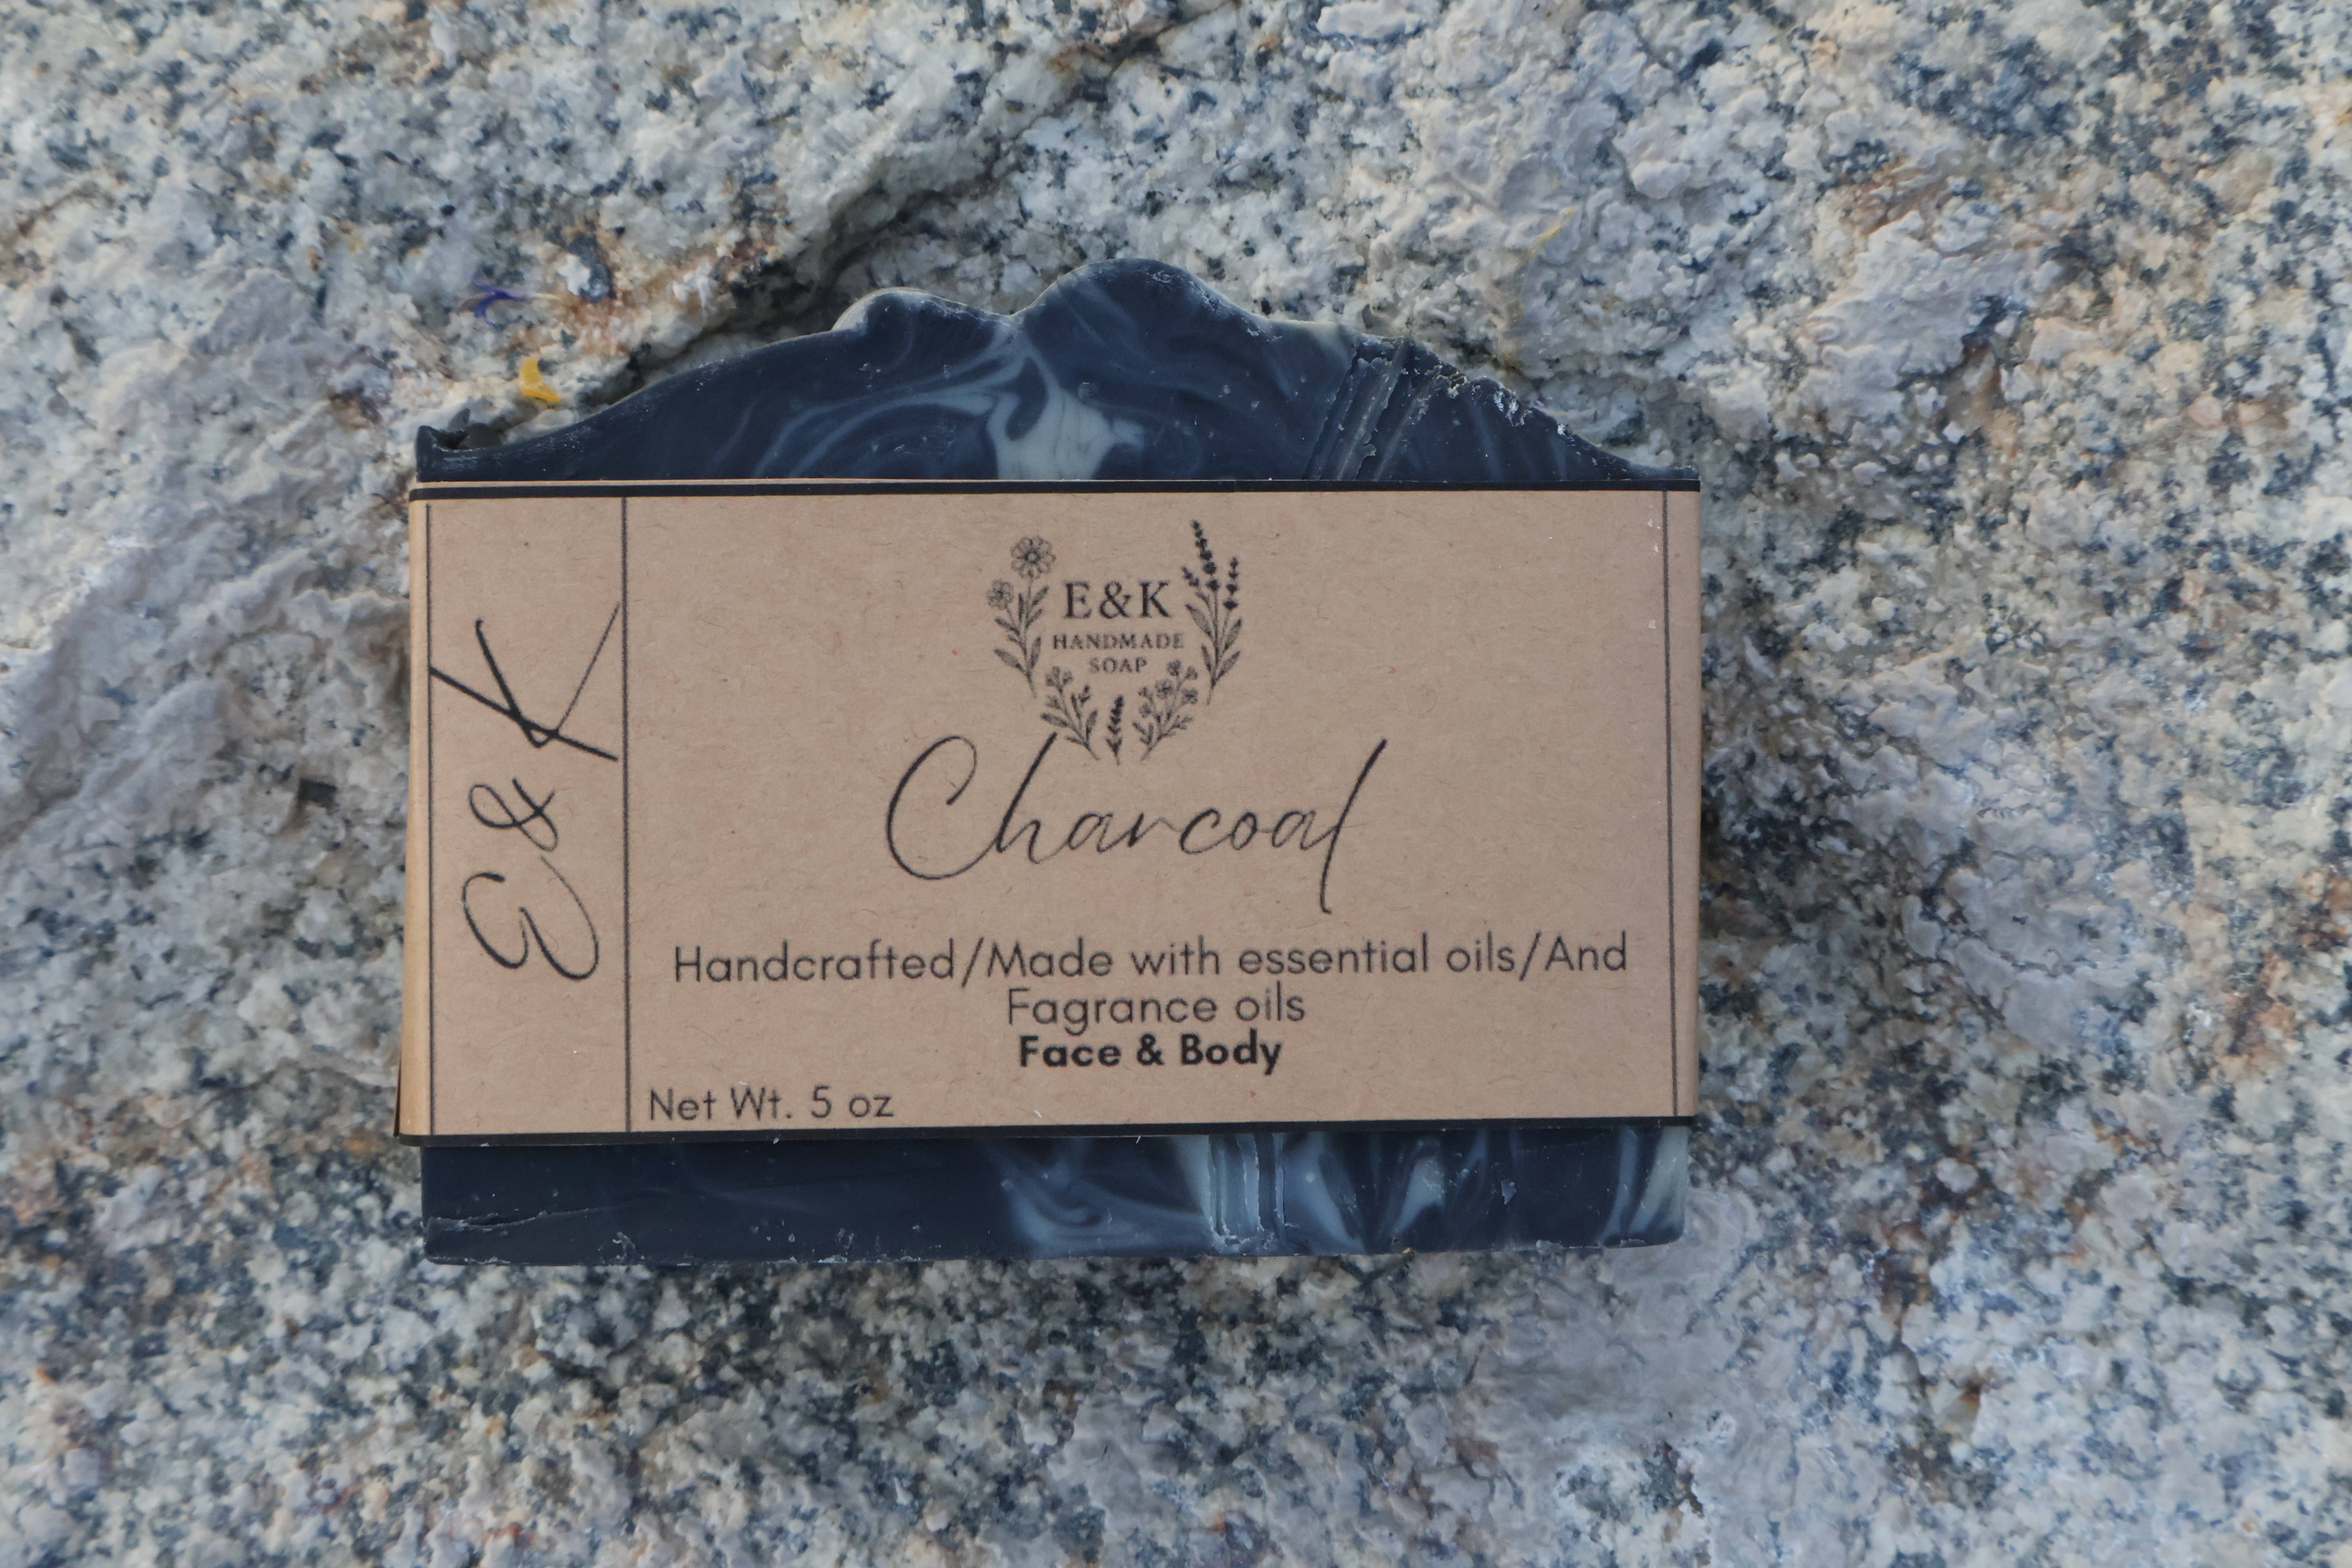 E & K
E&K
HANDMADE
SOAP
Charcoal
Handcrafted/Made with essential oils/And
Fagrance oils
Face & Body
Net Wt. 5 oz